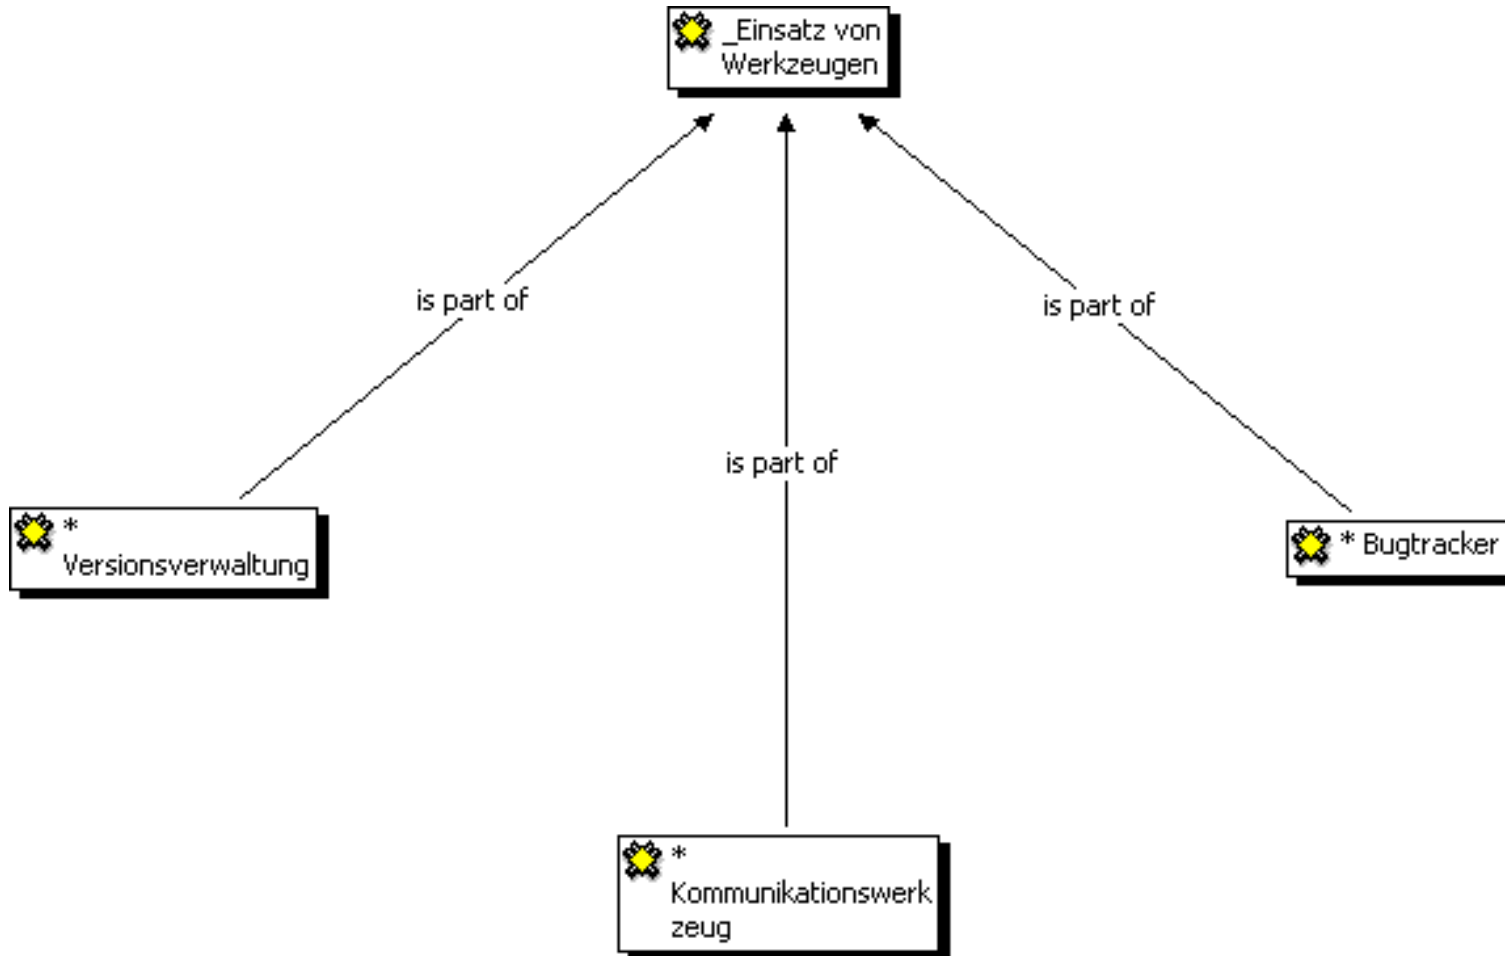 _Einsatz von
Werkzeugen
is part of
is part of
is part of
*
Versionsverwaltung
* Bugtracker
*
Kommunikationswerk
zeug